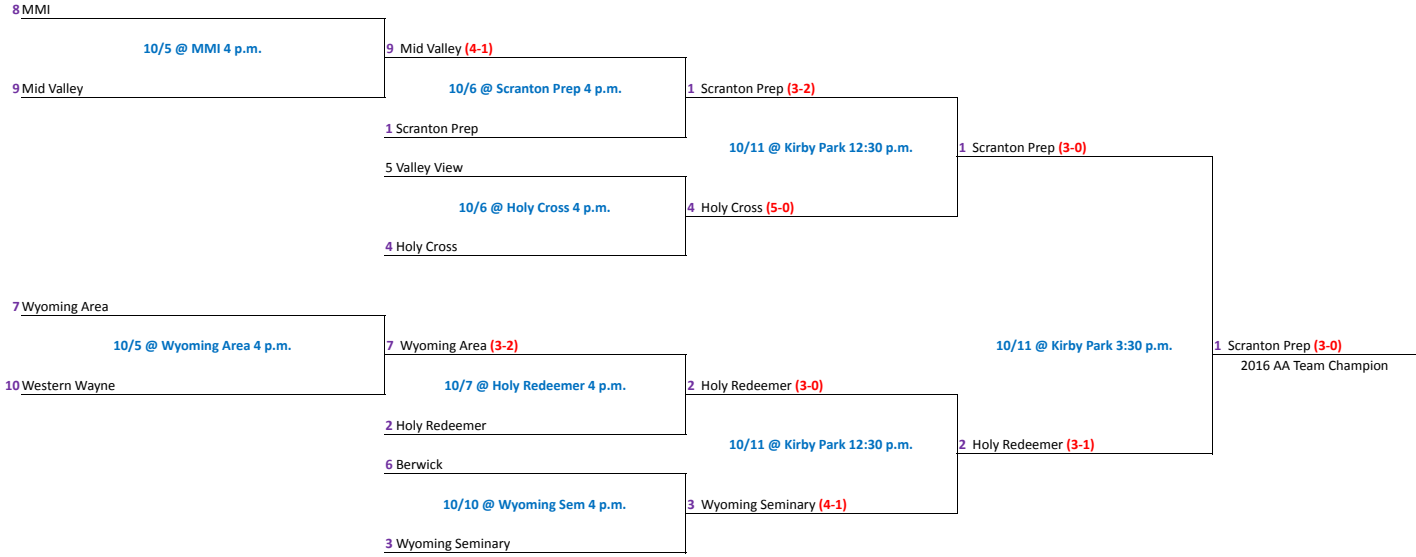 8 MMI
10/5 @ MMI 4 p.m.
9 Mid Valley (4-1)
9 Mid Valley
10/6 @ Scranton Prep 4 p.m.
1 Scranton Prep (3-2)
1 Scranton Prep
10/11 @ Kirby Park 12:30 p.m.
1 Scranton Prep (3-0)
5 Valley View
10/6 @ Holy Cross 4 p.m.
4 Holy Cross (5-0)
4 Holy Cross
7 Wyoming Area
10/5 @ Wyoming Area 4 p.m.
7 Wyoming Area (3-2)
10/11 @ Kirby Park 3:30 p.m.
1 Scranton Prep (3-0)
2016 AA Team Champion
10 Western Wayne
10/7 @ Holy Redeemer 4 p.m.
2 Holy Redeemer (3-0)
2 Holy Redeemer
10/11 @ Kirby Park 12:30 p.m.
2 Holy Redeemer (3-1)
6 Berwick
10/10 @ Wyoming Sem 4 p.m.
3 Wyoming Seminary (4-1)
3 Wyoming Seminary